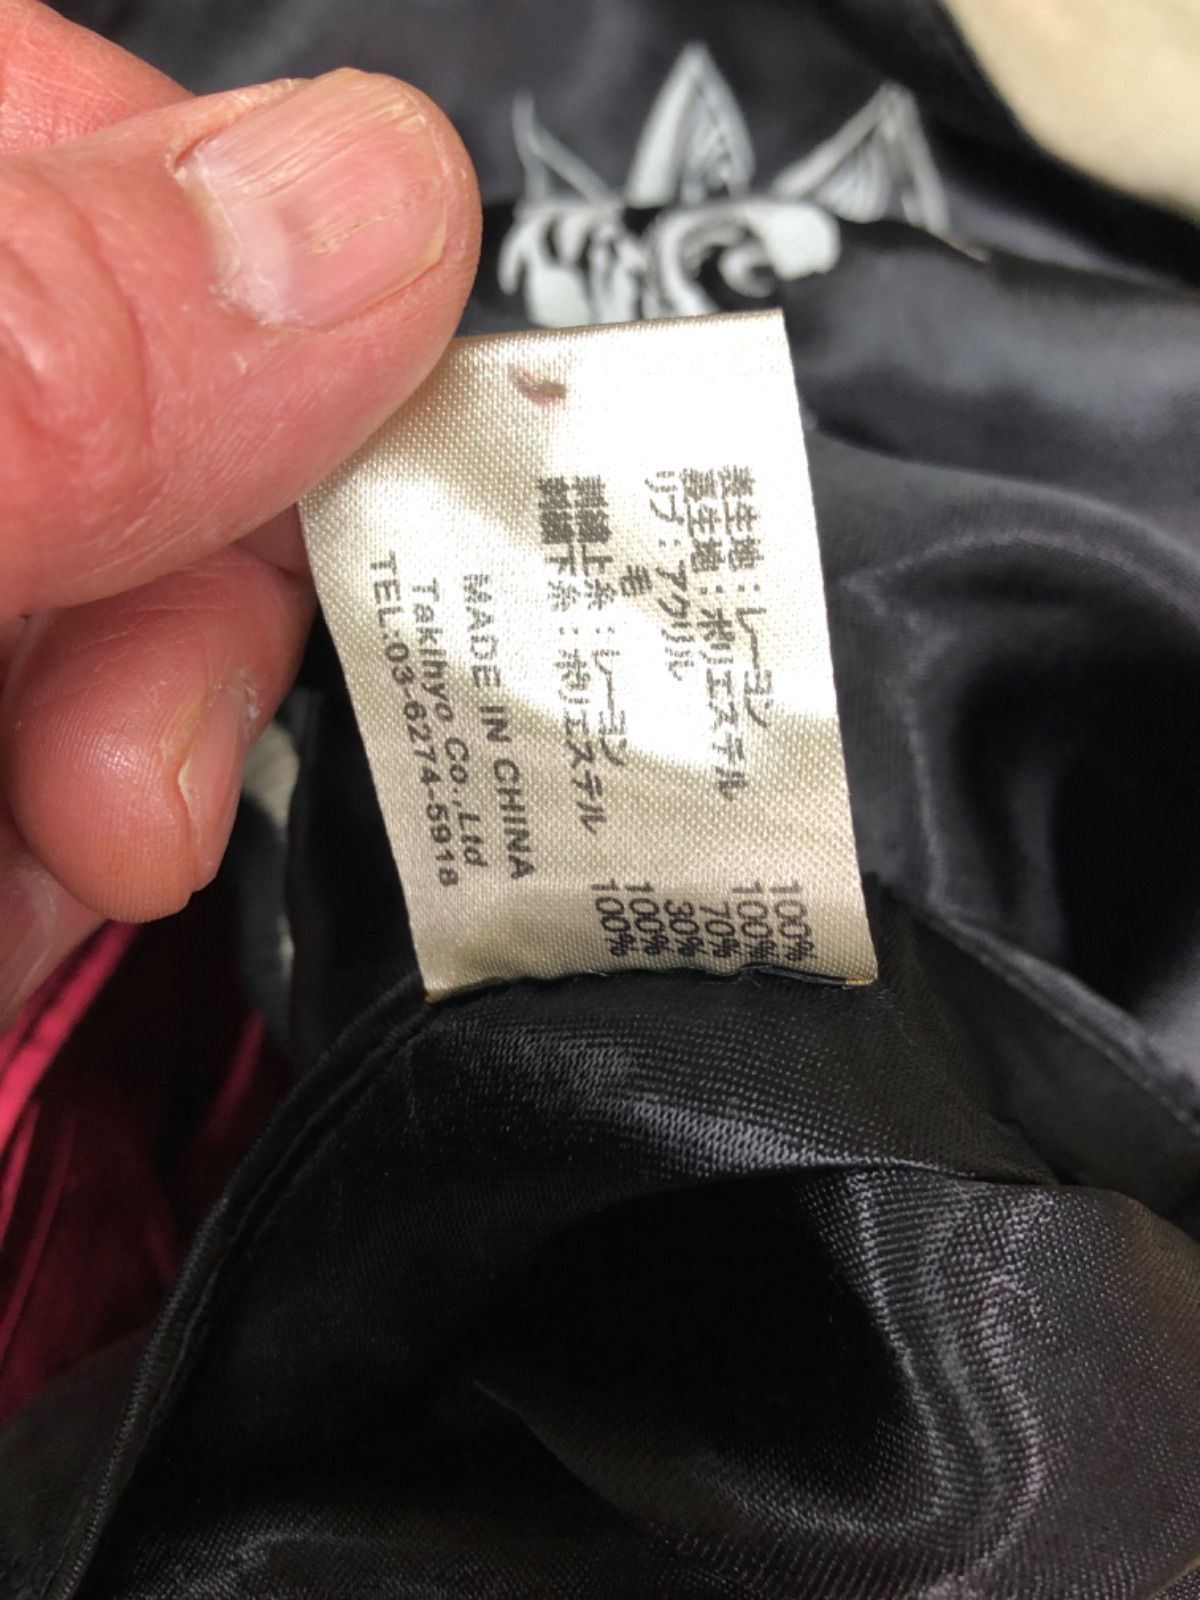 表生地：レーヨン 100%
裏生地：ポリエステル 100%
リブ：アクリル 70%
毛 30%
刺繍上糸：レーヨン 100%
刺繍下糸：ポリエステル 100%
MADE IN CHINA
Takihyo Co.,Ltd
TEL:03-6274-5918